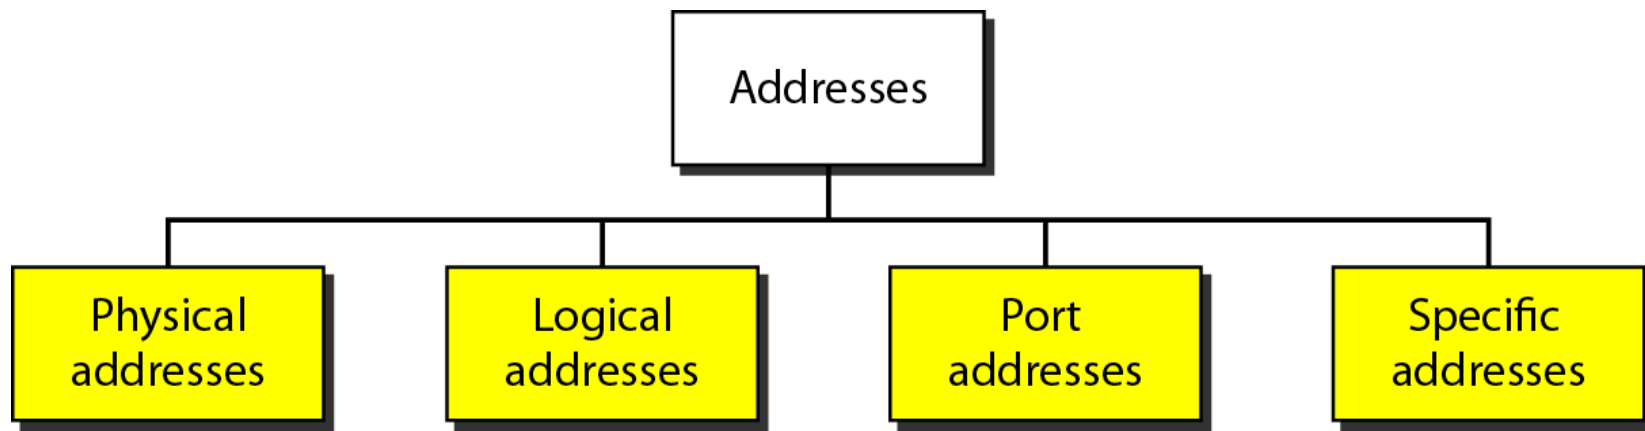 Addresses
Physical
addresses
Logical
addresses
Port
addresses
Specific
addresses